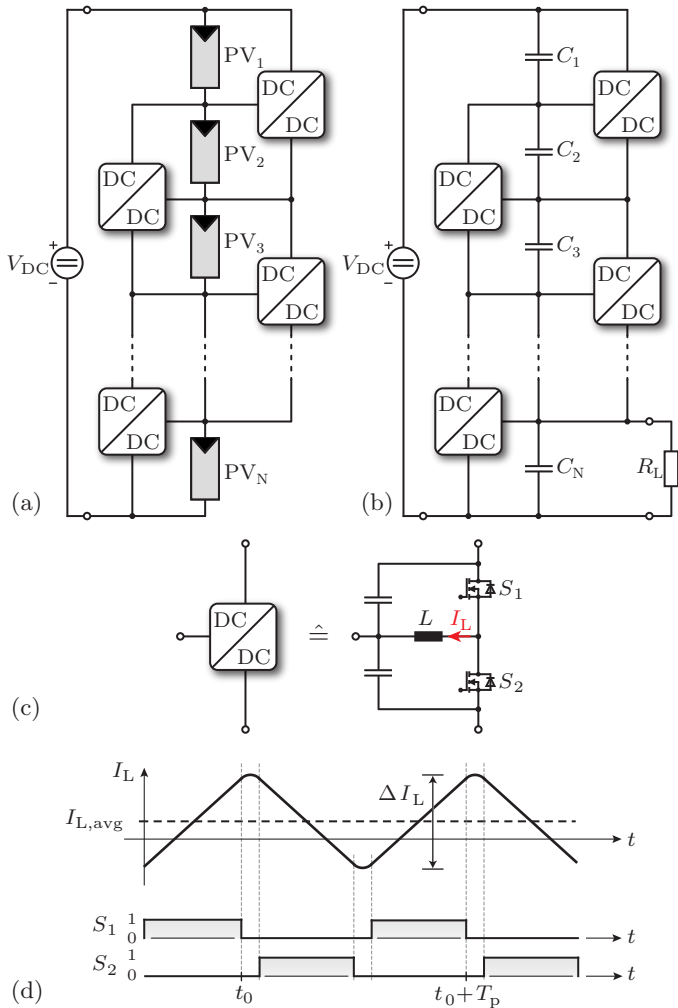 PV1
DC
DC
PV2
DC
DC
PV3
+
VDC
−
DC
DC
DC
DC
PVN
(a)
C1
DC
DC
C2
DC
DC
C3
+
VDC
−
DC
DC
DC
DC
CN
RL
(b)
DC
DC
≙
S1
L
IL
S2
(c)
IL
ΔIL
IL,avg
t
S1
1
0
t
S2
1
0
t
t0
t0+Tp
(d)